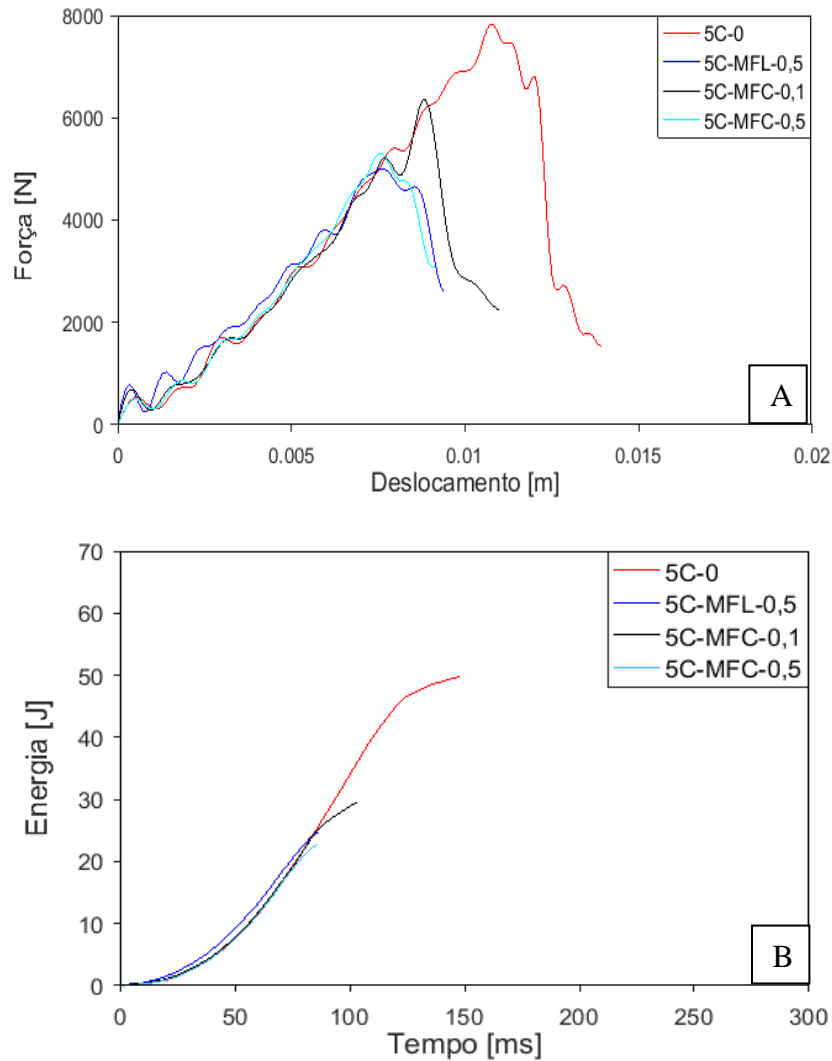 8000
6000
4000
2000
0
Força [N]
5C-0
5C-MFL-0,5
5C-MFC-0,1
5C-MFC-0,5
A
0 0.005 0.01 0.015 0.02
Deslocamento [m]
70
60
50
40
30
20
10
0
Energia [J]
5C-0
5C-MFL-0,5
5C-MFC-0,1
5C-MFC-0,5
B
0 50 100 150 200 250 300
Tempo [ms]